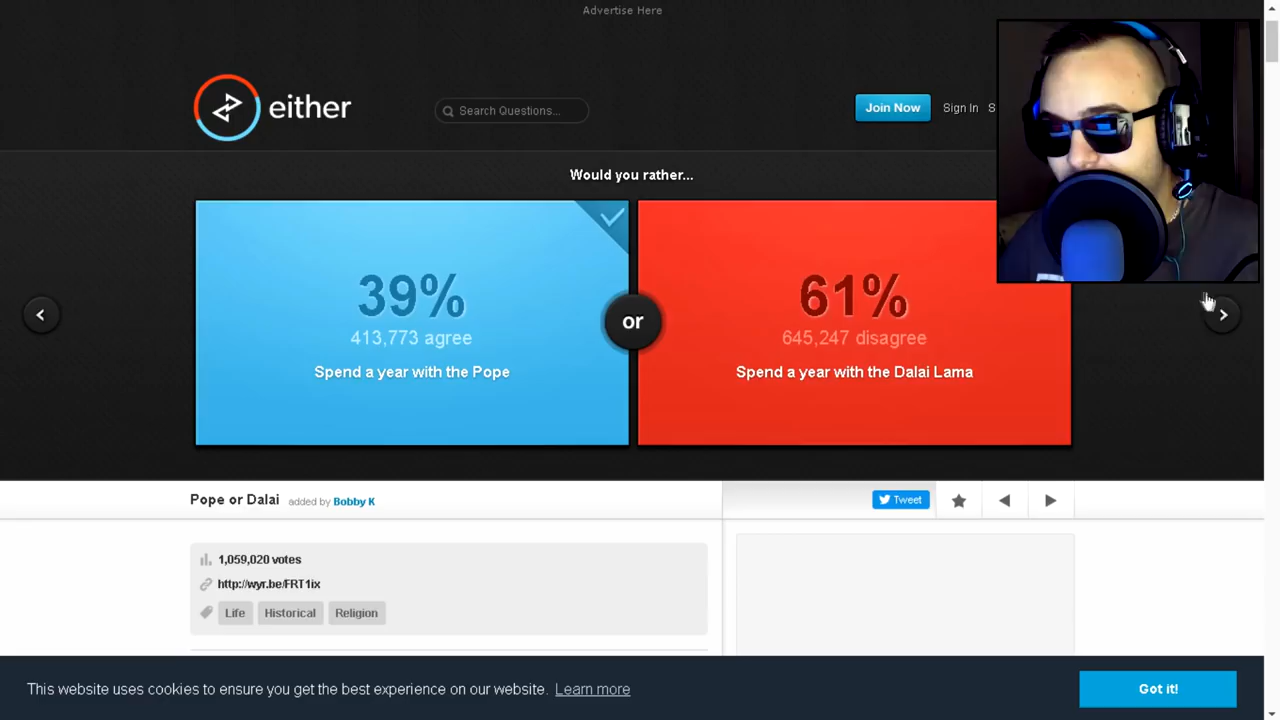 Advertise Here
either
Search Questions...
Join Now
Sign In
S
Would you rather...
39%
413,773 agree
Spend a year with the Pope
or
61%
645,247 disagree
Spend a year with the Dalai Lama
Pope or Dalai added by Bobby K
Tweet
1,059,020 votes
http://wyr.be/FRT1ix
Life Historical Religion
This website uses cookies to ensure you get the best experience on our website. Learn more
Got it!